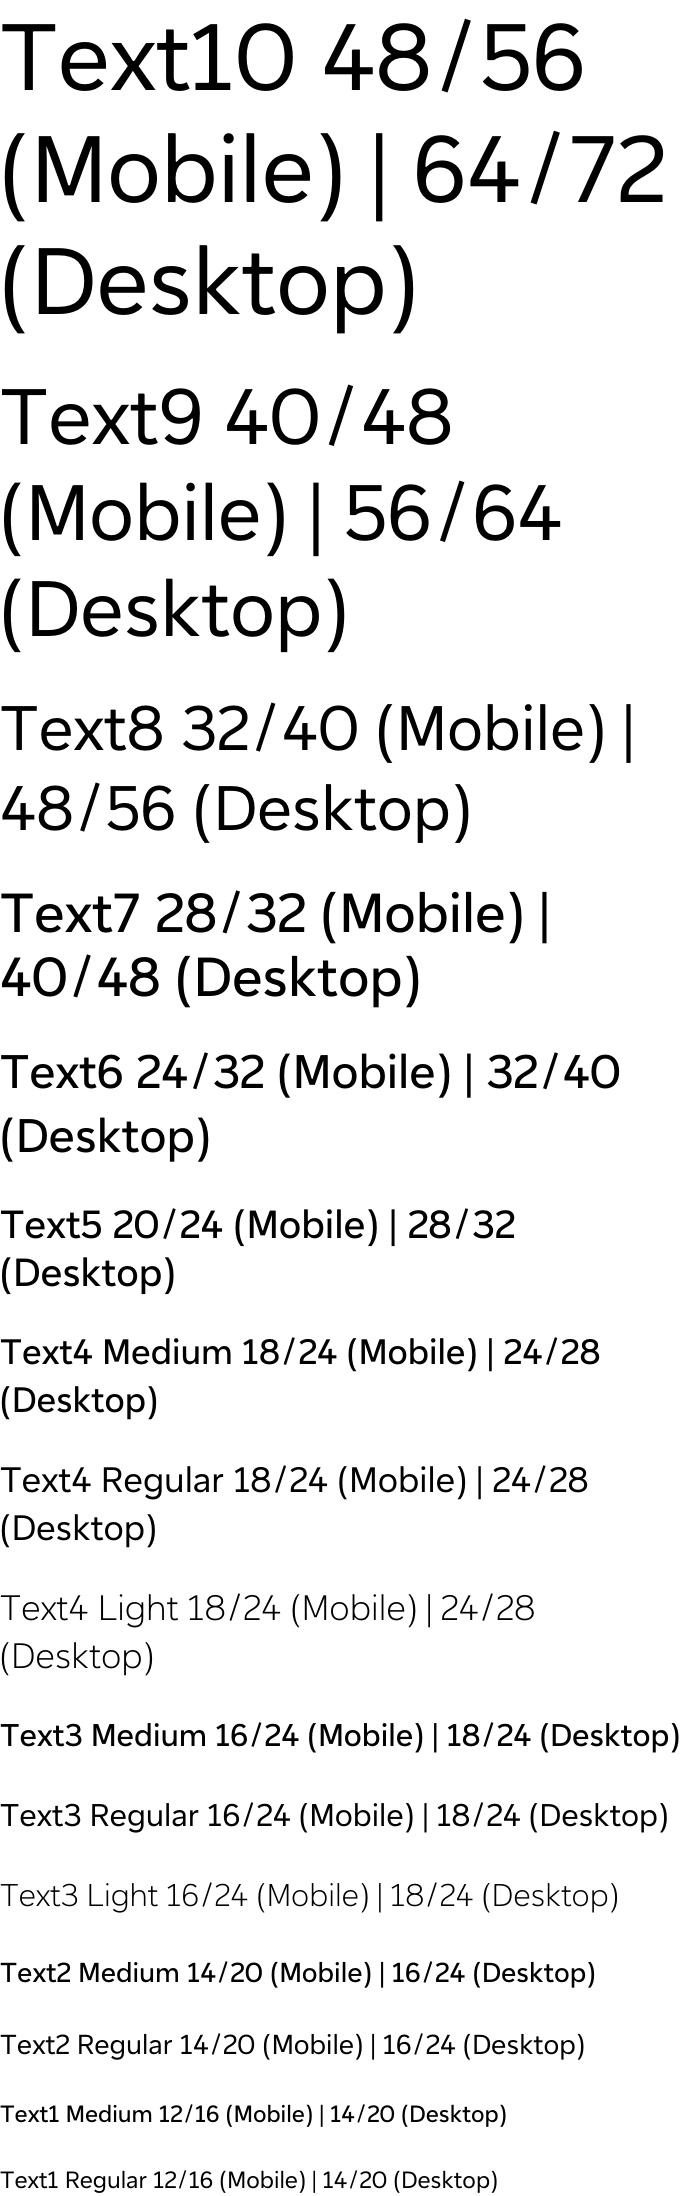 Text10 48/56
(Mobile) | 64/72
(Desktop)
Text9 40/48
(Mobile) | 56/64
(Desktop)
Text8 32/40 (Mobile) |
48/56 (Desktop)
Text7 28/32 (Mobile) |
40/48 (Desktop)
Text6 24/32 (Mobile) | 32/40
(Desktop)
Text5 20/24 (Mobile) | 28/32
(Desktop)
Text4 Medium 18/24 (Mobile) | 24/28
(Desktop)
Text4 Regular 18/24 (Mobile) | 24/28
(Desktop)
Text4 Light 18/24 (Mobile) | 24/28
(Desktop)
Text3 Medium 16/24 (Mobile) | 18/24 (Desktop)
Text3 Regular 16/24 (Mobile) | 18/24 (Desktop)
Text3 Light 16/24 (Mobile) | 18/24 (Desktop)
Text2 Medium 14/20 (Mobile) | 16/24 (Desktop)
Text2 Regular 14/20 (Mobile) | 16/24 (Desktop)
Text1 Medium 12/16 (Mobile) | 14/20 (Desktop)
Text1 Regular 12/16 (Mobile) | 14/20 (Desktop)